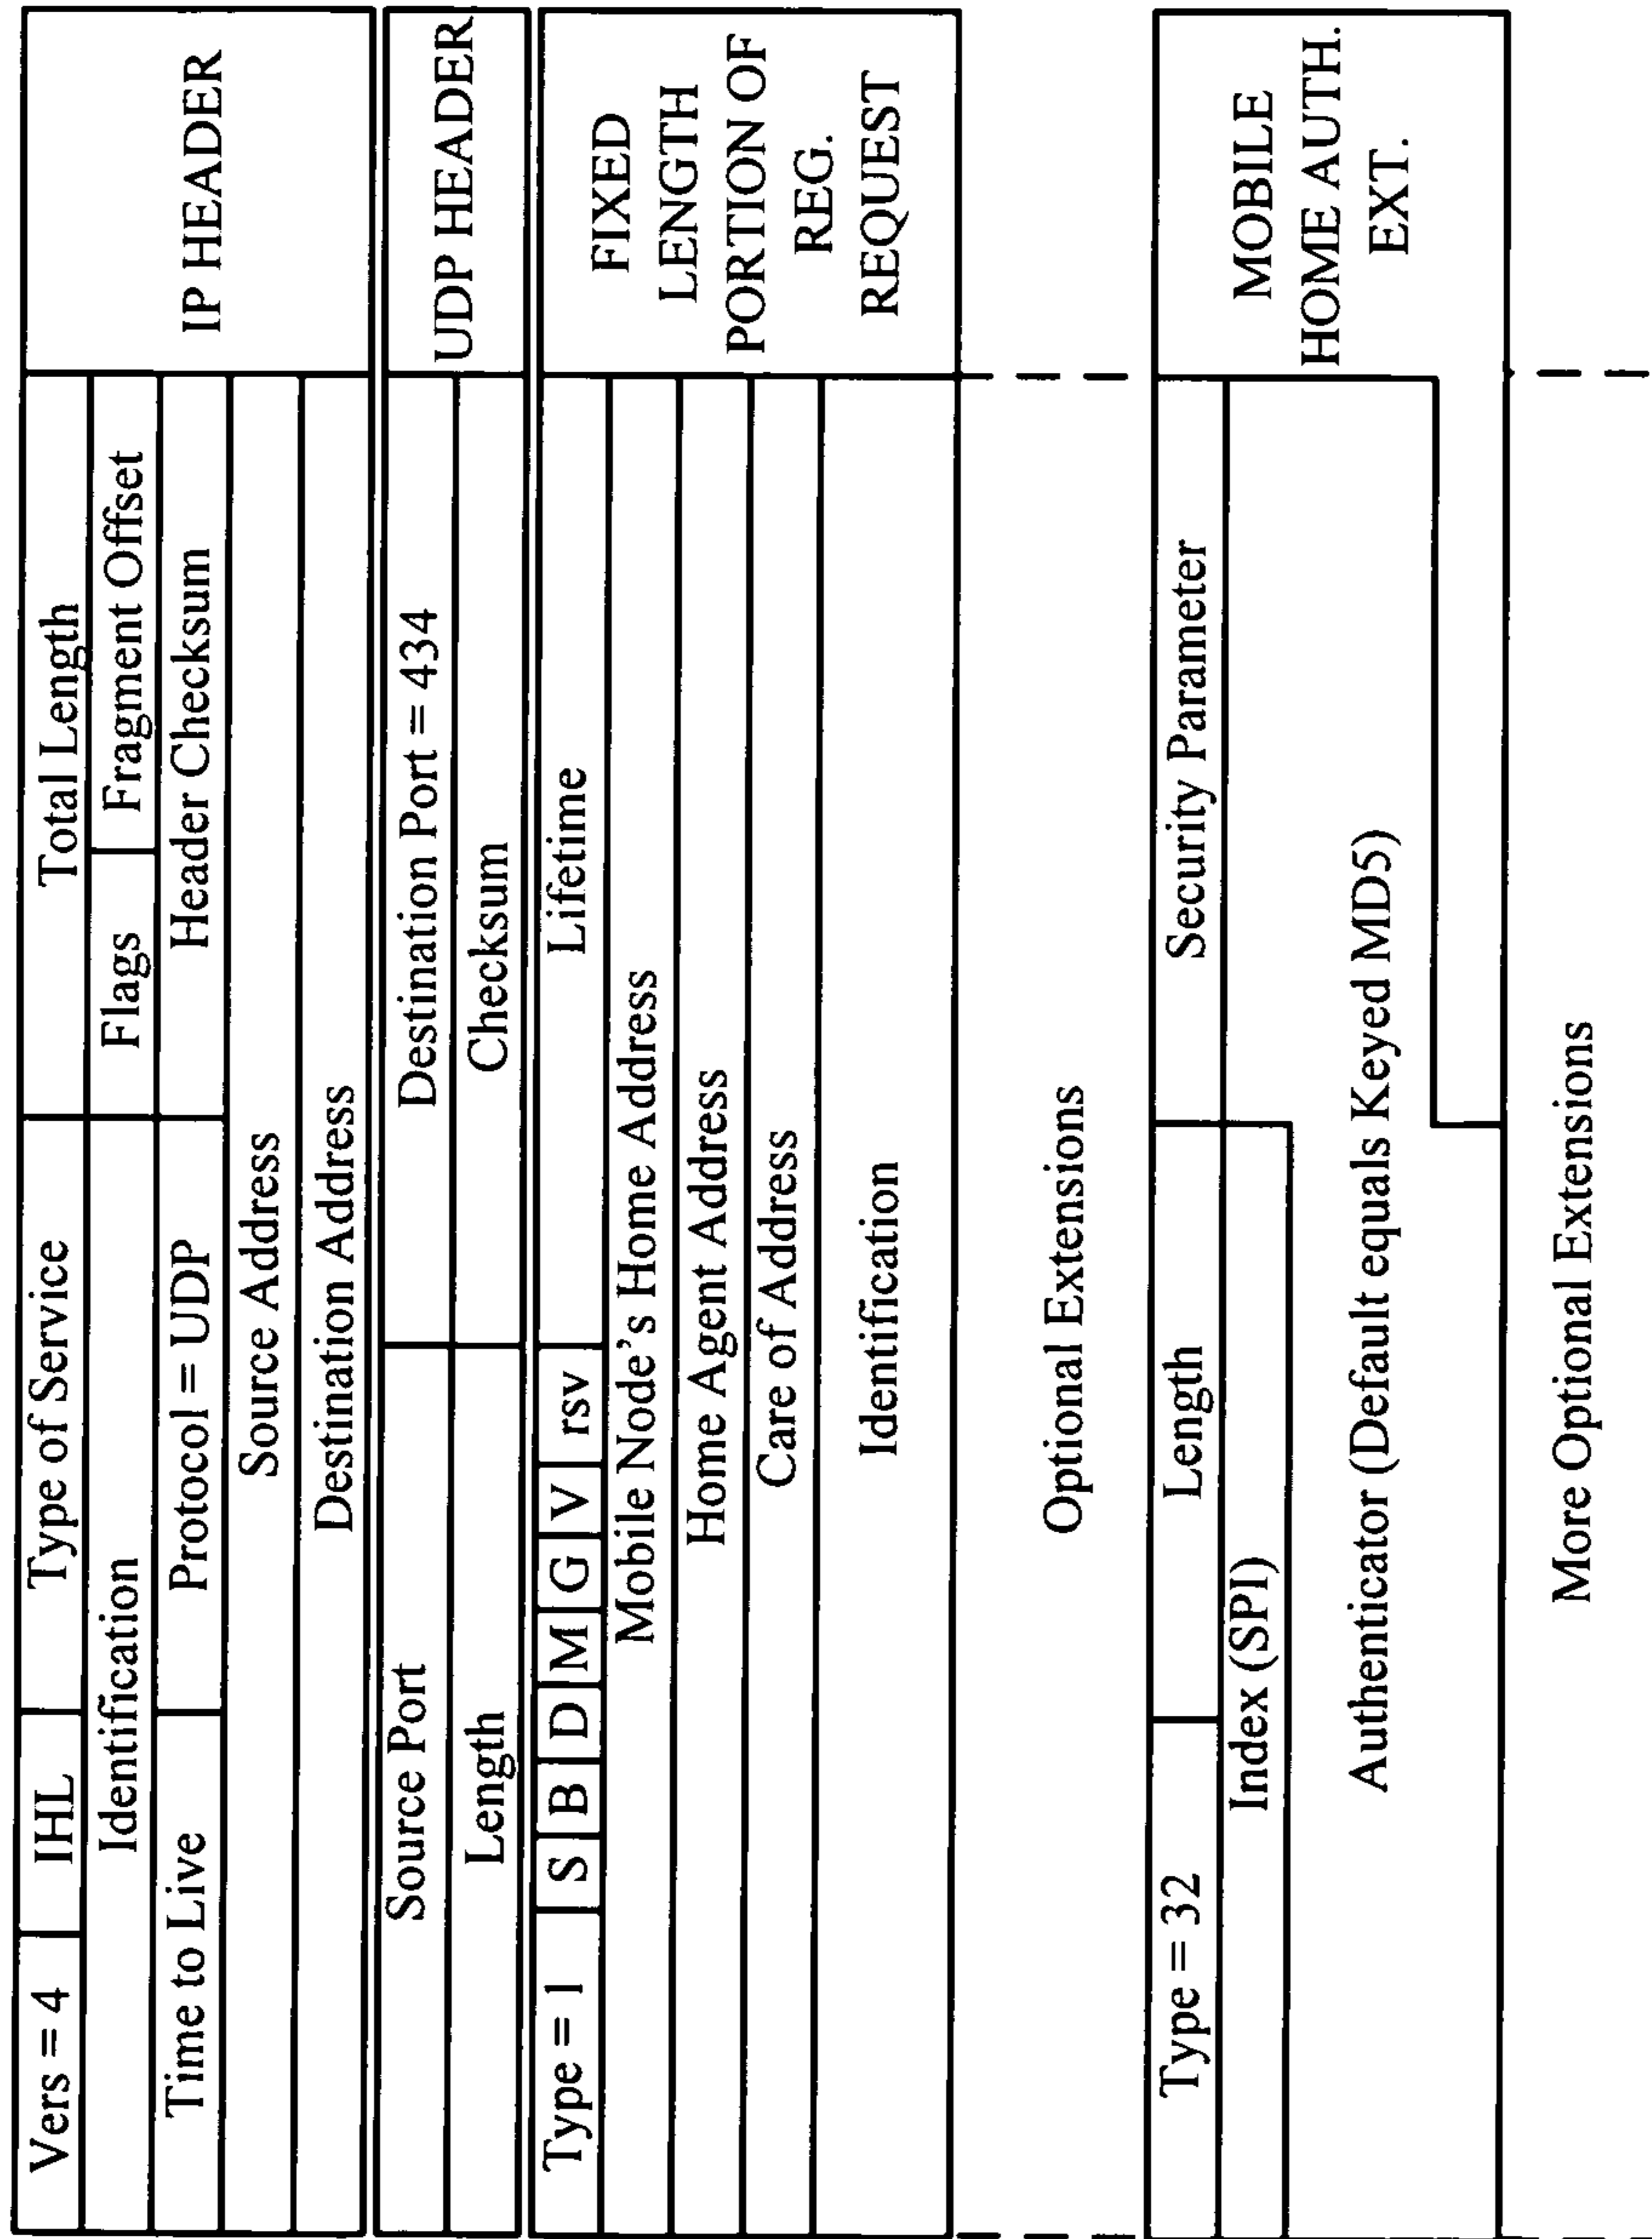 Vers = 4 IHL Type of Service Total Length
Identification Flags Fragment Offset
Time to Live Protocol = UDP Header Checksum
Source Address
Destination Address
IP HEADER
Source Port Destination Port = 434
Length Checksum
UDP HEADER
Type = 1 S B D M G V rsv Lifetime
Mobile Node's Home Address
Home Agent Address
Care of Address
Identification
FIXED
LENGTH
PORTION OF
REG.
REQUEST
Optional Extensions
Type = 32 Length Security Parameter
Index (SPI)
Authenticator (Default equals Keyed MD5)
MOBILE
HOME AUTH.
EXT.
More Optional Extensions